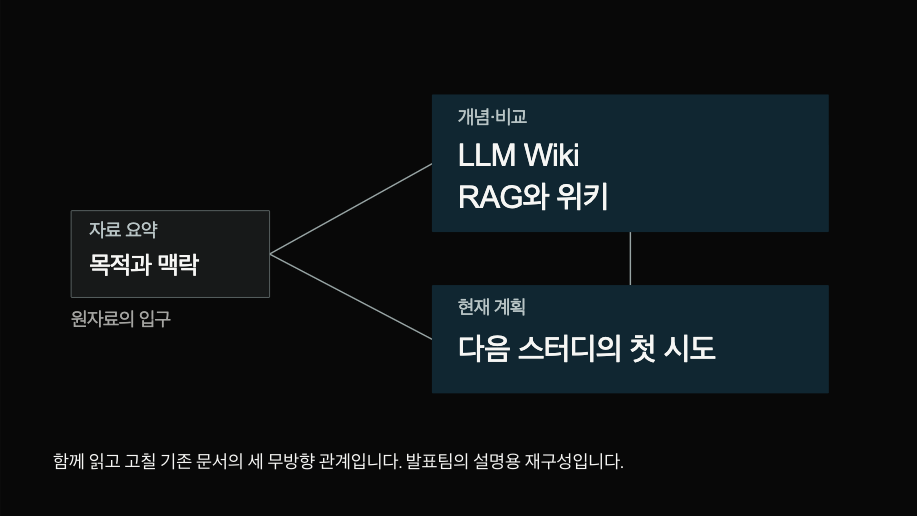 개념·비교
LLM Wiki
RAG와 위키
자료 요약
목적과 맥락
원자료의 입구
현재 계획
다음 스터디의 첫 시도
함께 읽고 고칠 기존 문서의 세 무방향 관계입니다. 발표팀의 설명용 재구성입니다.